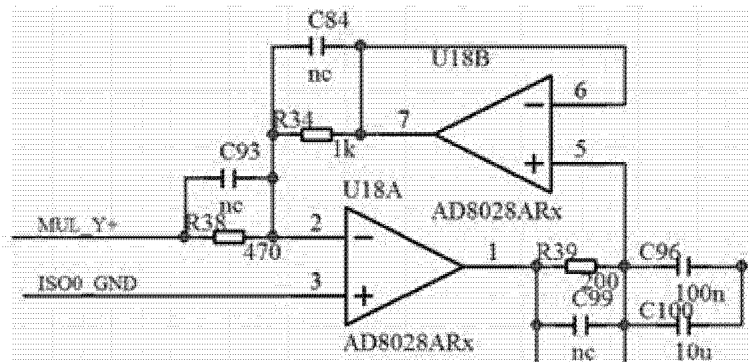 C84
nc
U18B
6
R34
7
1k
5
C93
nc
U18A
AD8028ARx
MUL_Y+
R38
470
2
1
R39
200
C96
100n
ISO0_GND
3
C99
nc
C100
10u
AD8028ARx